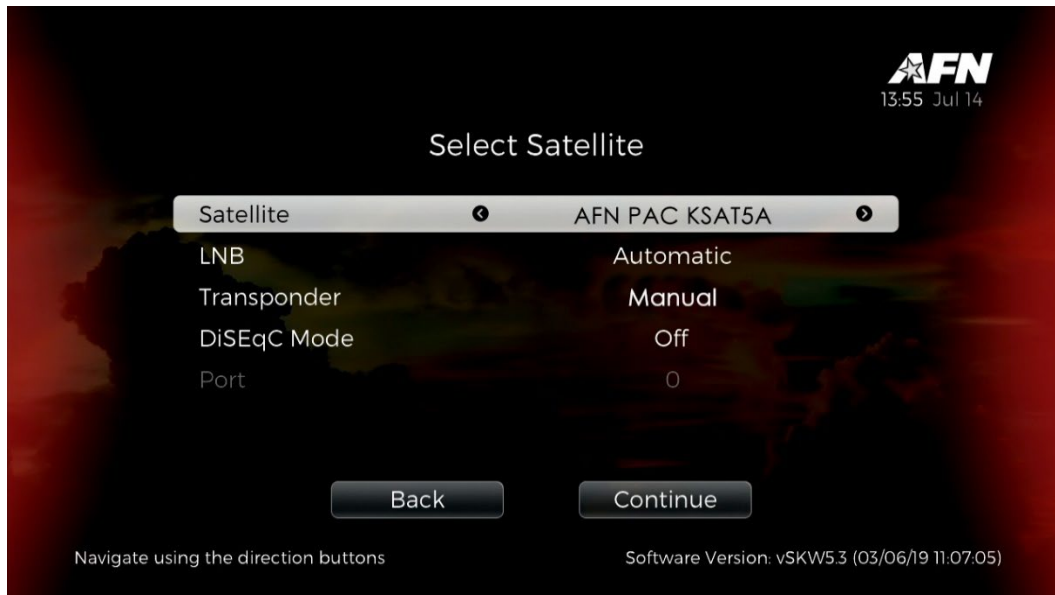 AFN
13:55 Jul 14
Select Satellite
Satellite AFN PAC KSAT5A
LNB Automatic
Transponder Manual
DiSEqC Mode Off
Port 0
Back Continue
Navigate using the direction buttons Software Version: vSKW5.3 (03/06/19 11:07:05)